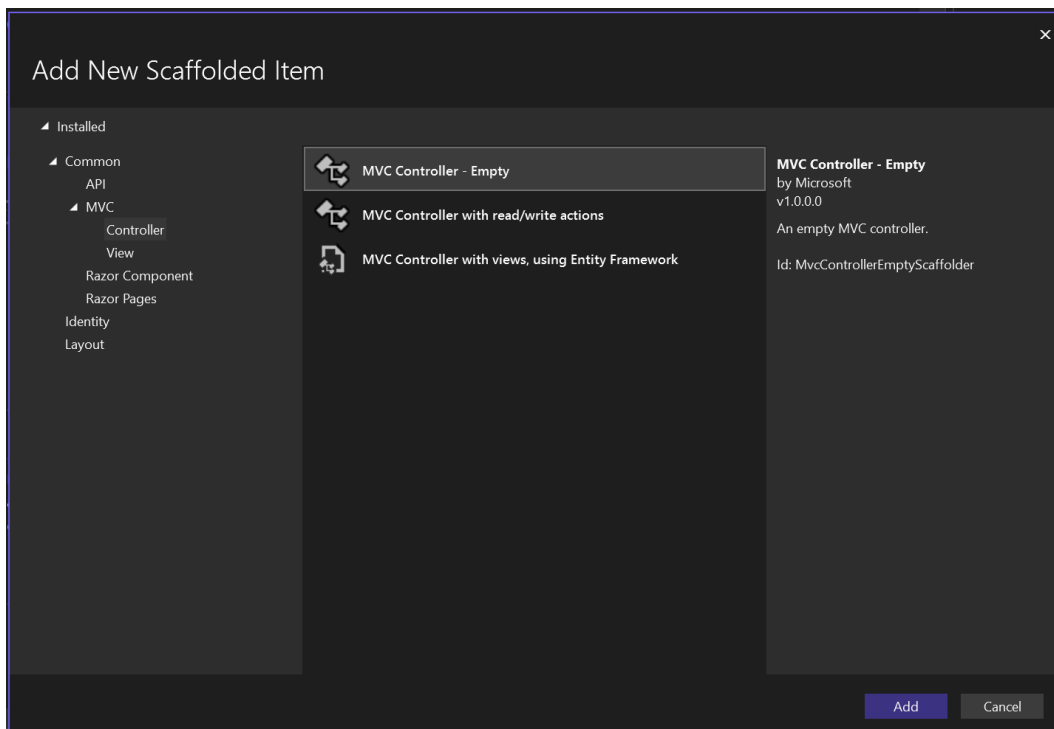 Add New Scaffolded Item
Installed
Common
API
MVC
Controller
View
Razor Component
Razor Pages
Identity
Layout
MVC Controller - Empty
MVC Controller with read/write actions
MVC Controller with views, using Entity Framework
MVC Controller - Empty
by Microsoft
v1.0.0.0
An empty MVC controller.
Id: MvcControllerEmptyScaffolder
Add
Cancel